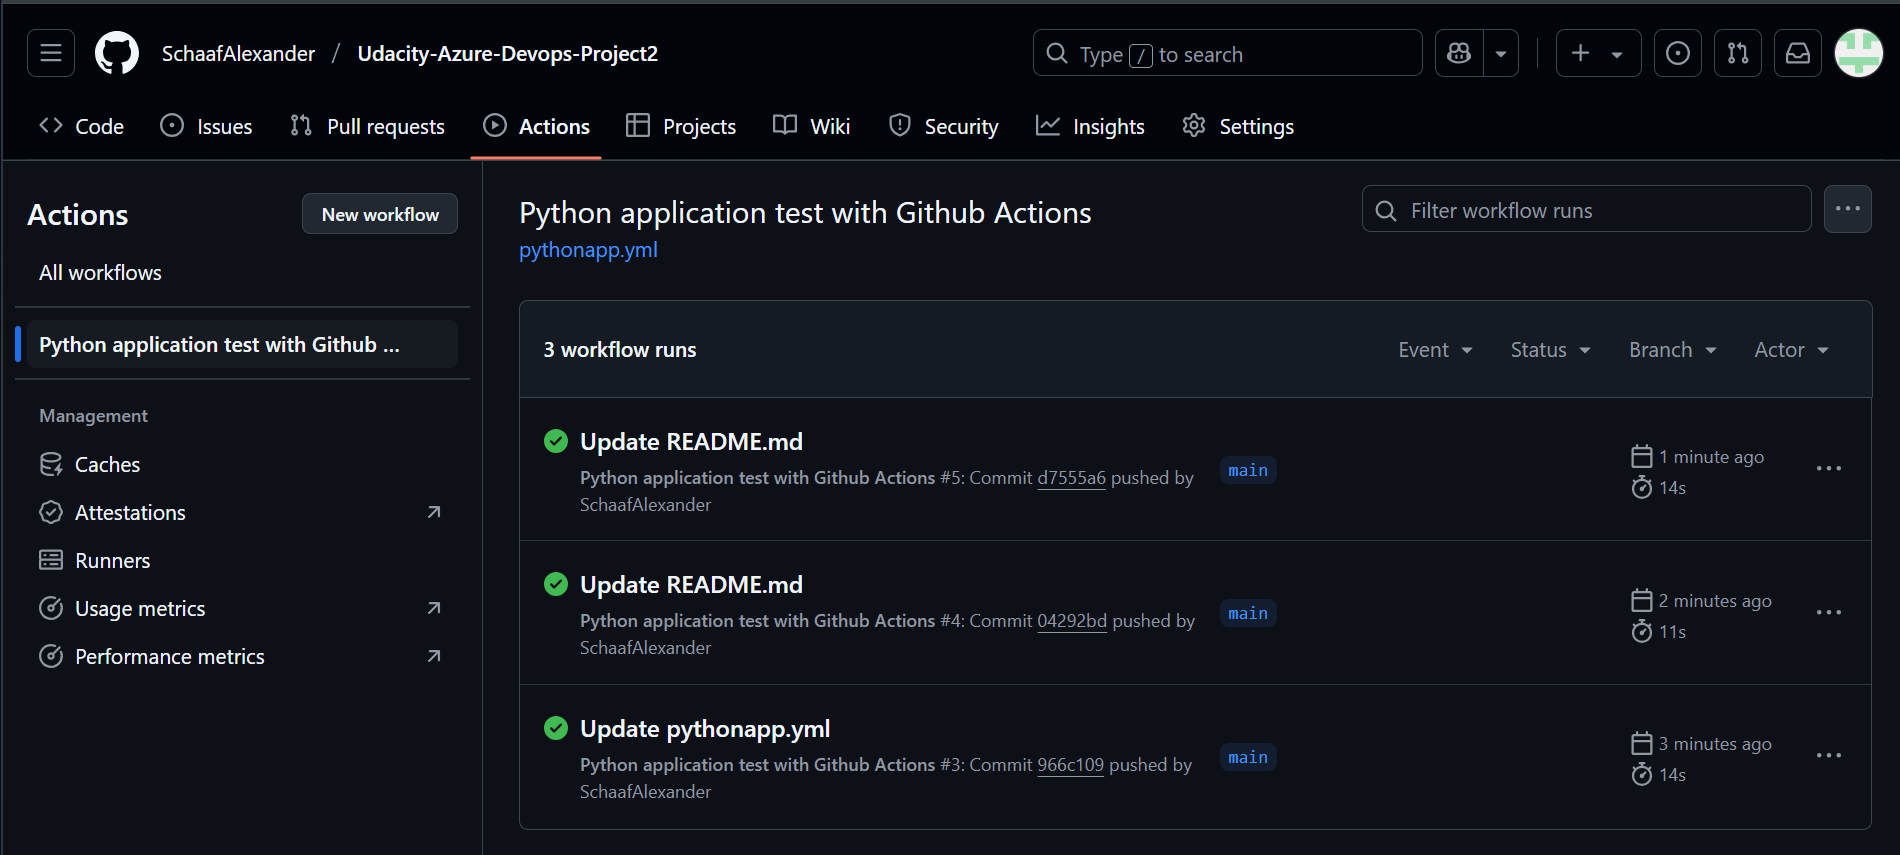 SchaafAlexander / Udacity-Azure-Devops-Project2
Type / to search
Code Issues Pull requests Actions Projects Wiki Security Insights Settings
Actions
New workflow
All workflows
Python application test with Github ...
Management
Caches
Attestations
Runners
Usage metrics
Performance metrics
Python application test with Github Actions
pythonapp.yml
Filter workflow runs
3 workflow runs
Event Status Branch Actor
Update README.md
Python application test with Github Actions #5: Commit d7555a6 pushed by
SchaafAlexander
main
1 minute ago
14s
Update README.md
Python application test with Github Actions #4: Commit 04292bd pushed by
SchaafAlexander
main
2 minutes ago
11s
Update pythonapp.yml
Python application test with Github Actions #3: Commit 966c109 pushed by
SchaafAlexander
main
3 minutes ago
14s